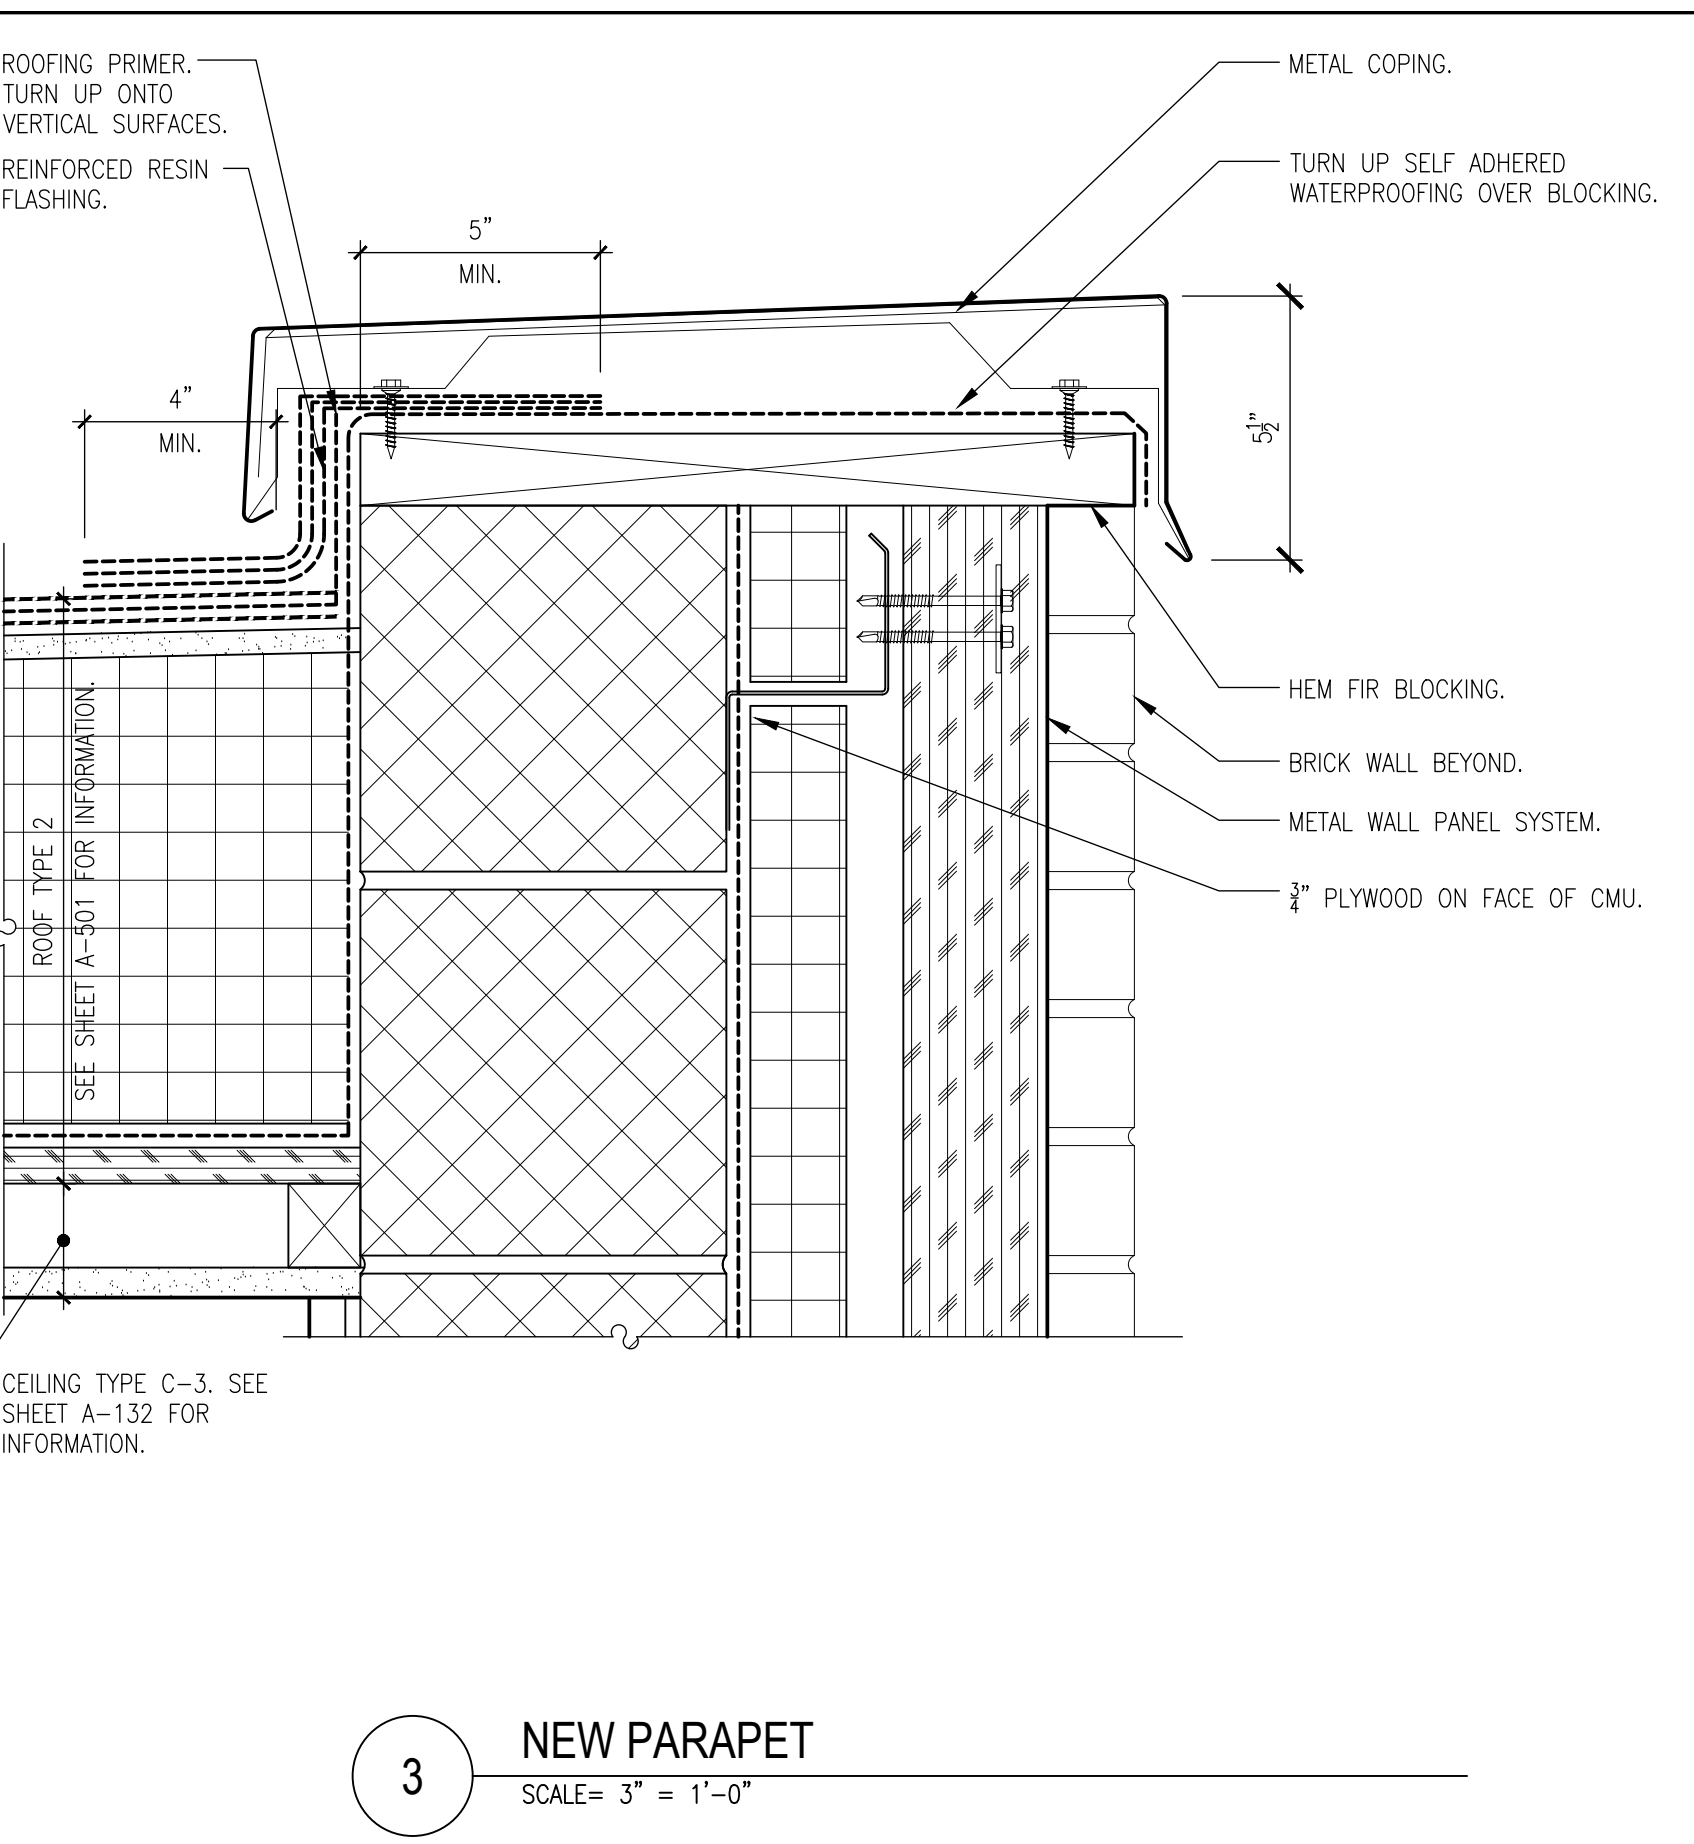 ROOFING PRIMER.
TURN UP ONTO
VERTICAL SURFACES.
REINFORCED RESIN
FLASHING.
METAL COPING.
TURN UP SELF ADHERED
WATERPROOFING OVER BLOCKING.
5"
MIN.
4"
MIN.
5½"
HEM FIR BLOCKING.
BRICK WALL BEYOND.
METAL WALL PANEL SYSTEM.
¾" PLYWOOD ON FACE OF CMU.
ROOF TYPE 2
SEE SHEET A-501 FOR INFORMATION.
CEILING TYPE C-3. SEE
SHEET A-132 FOR
INFORMATION.
3
NEW PARAPET
SCALE= 3" = 1'-0"